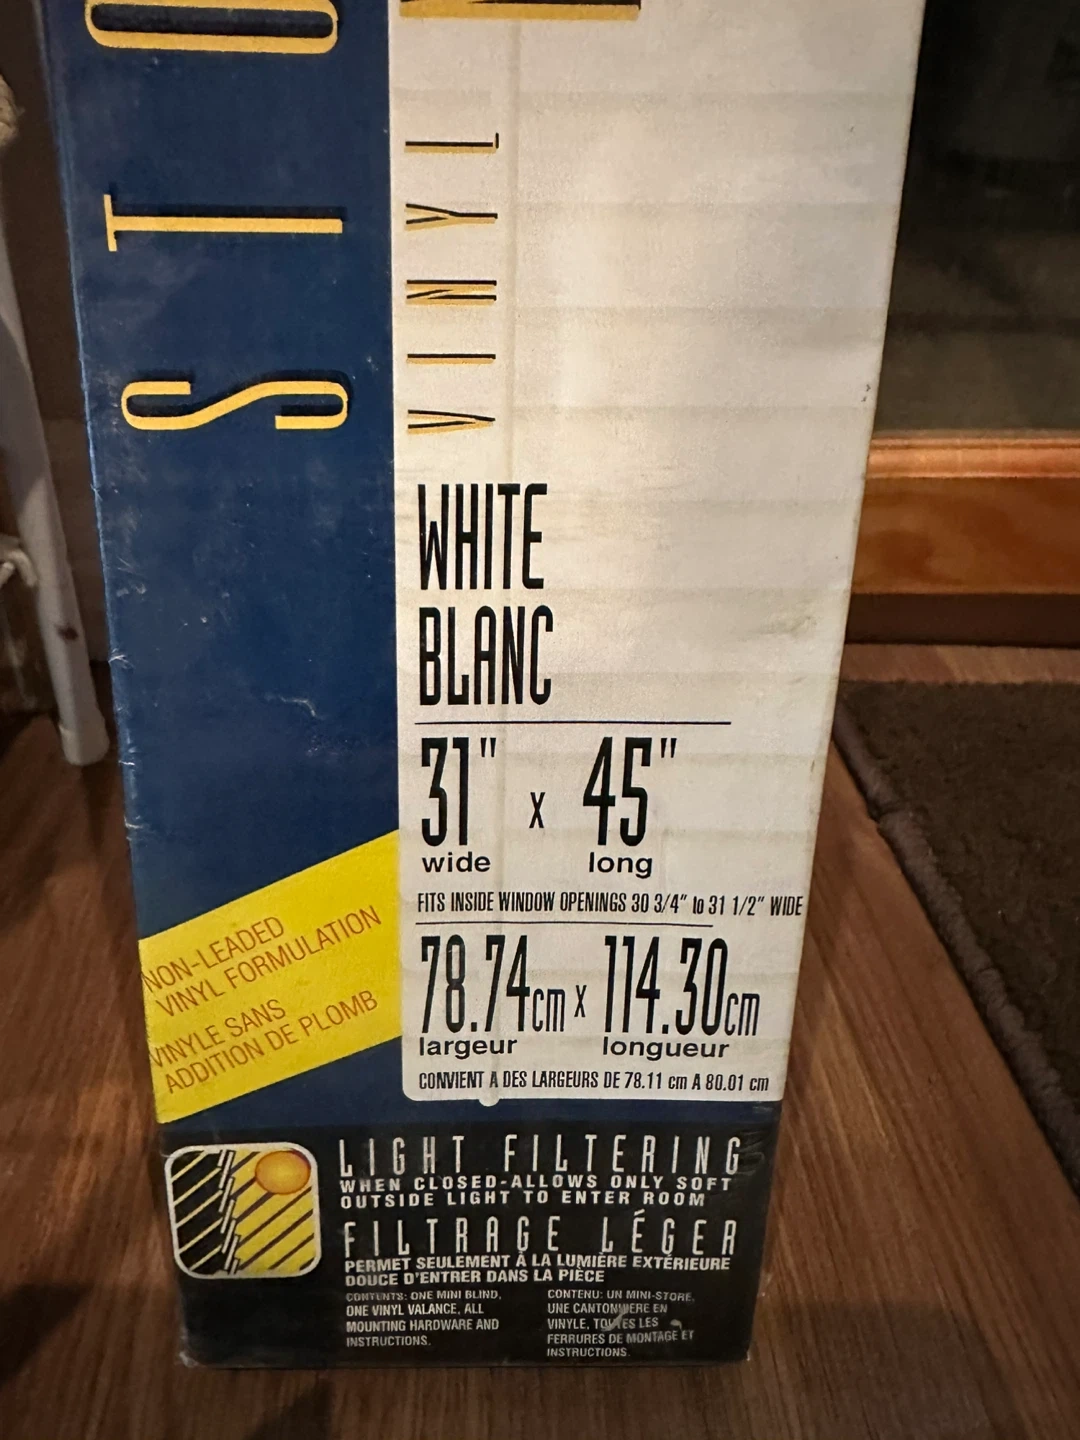 STO
VINYL
WHITE
BLANC
31" x 45"
wide long
FITS INSIDE WINDOW OPENINGS 30 3/4" to 31 1/2" WIDE
78.74cm x 114.30cm
largeur longueur
CONVIENT A DES LARGEURS DE 78.11 cm A 80.01 cm
NON-LEADED
VINYL FORMULATION
VINYLE SANS
ADDITION DE PLOMB
LIGHT FILTERING
WHEN CLOSED-ALLOWS ONLY SOFT
OUTSIDE LIGHT TO ENTER ROOM
FILTRAGE LÉGER
PERMET SEULEMENT À LA LUMIÈRE EXTÉRIEURE
DOUCE D'ENTRER DANS LA PIÈCE
CONTENTS: ONE MINI BLIND,
ONE VINYL VALANCE, ALL
MOUNTING HARDWARE AND
INSTRUCTIONS.
CONTENU: UN MINI-STORE,
UNE CANTONNIERE EN
VINYLE, TOUTES LES
FERRURES DE MONTAGE ET
INSTRUCTIONS.